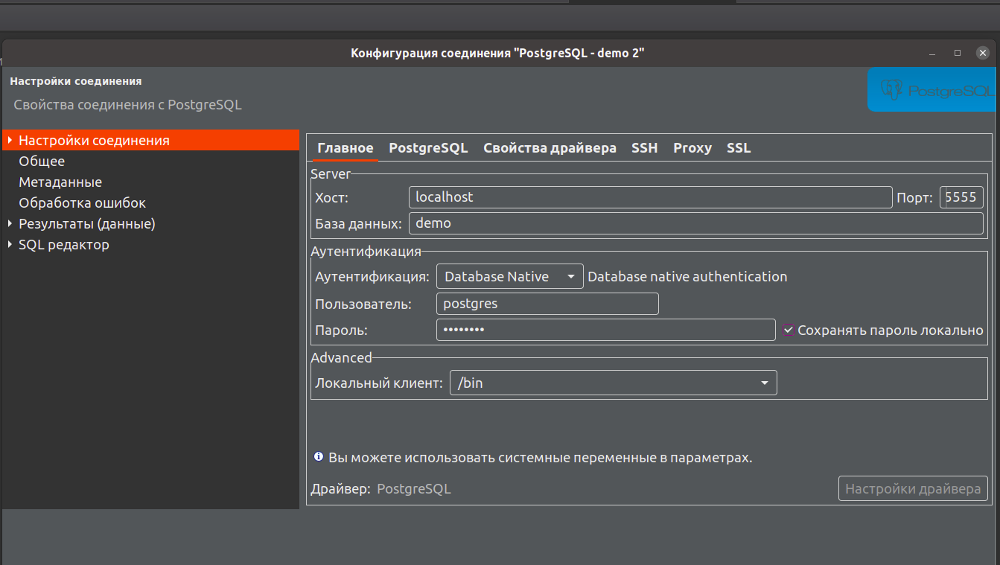 Конфигурация соединения "PostgreSQL - demo 2"
Настройки соединения
Свойства соединения с PostgreSQL
PostgreSQL
Настройки соединения
Общее
Метаданные
Обработка ошибок
Результаты (данные)
SQL редактор
Главное PostgreSQL Свойства драйвера SSH Proxy SSL
Server
Хост: localhost Порт: 5555
База данных: demo
Аутентификация
Аутентификация: Database Native Database native authentication
Пользователь: postgres
Пароль: •••••••• Сохранять пароль локально
Advanced
Локальный клиент: /bin
Вы можете использовать системные переменные в параметрах.
Драйвер: PostgreSQL Настройки драйвера